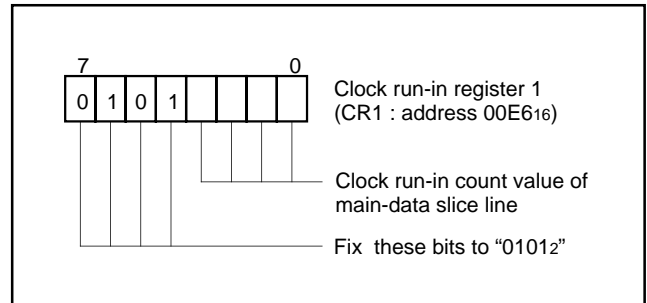 7 0
0 1 0 1
Clock run-in register 1
(CR1 : address 00E616)
Clock run-in count value of
main-data slice line
Fix these bits to “01012”